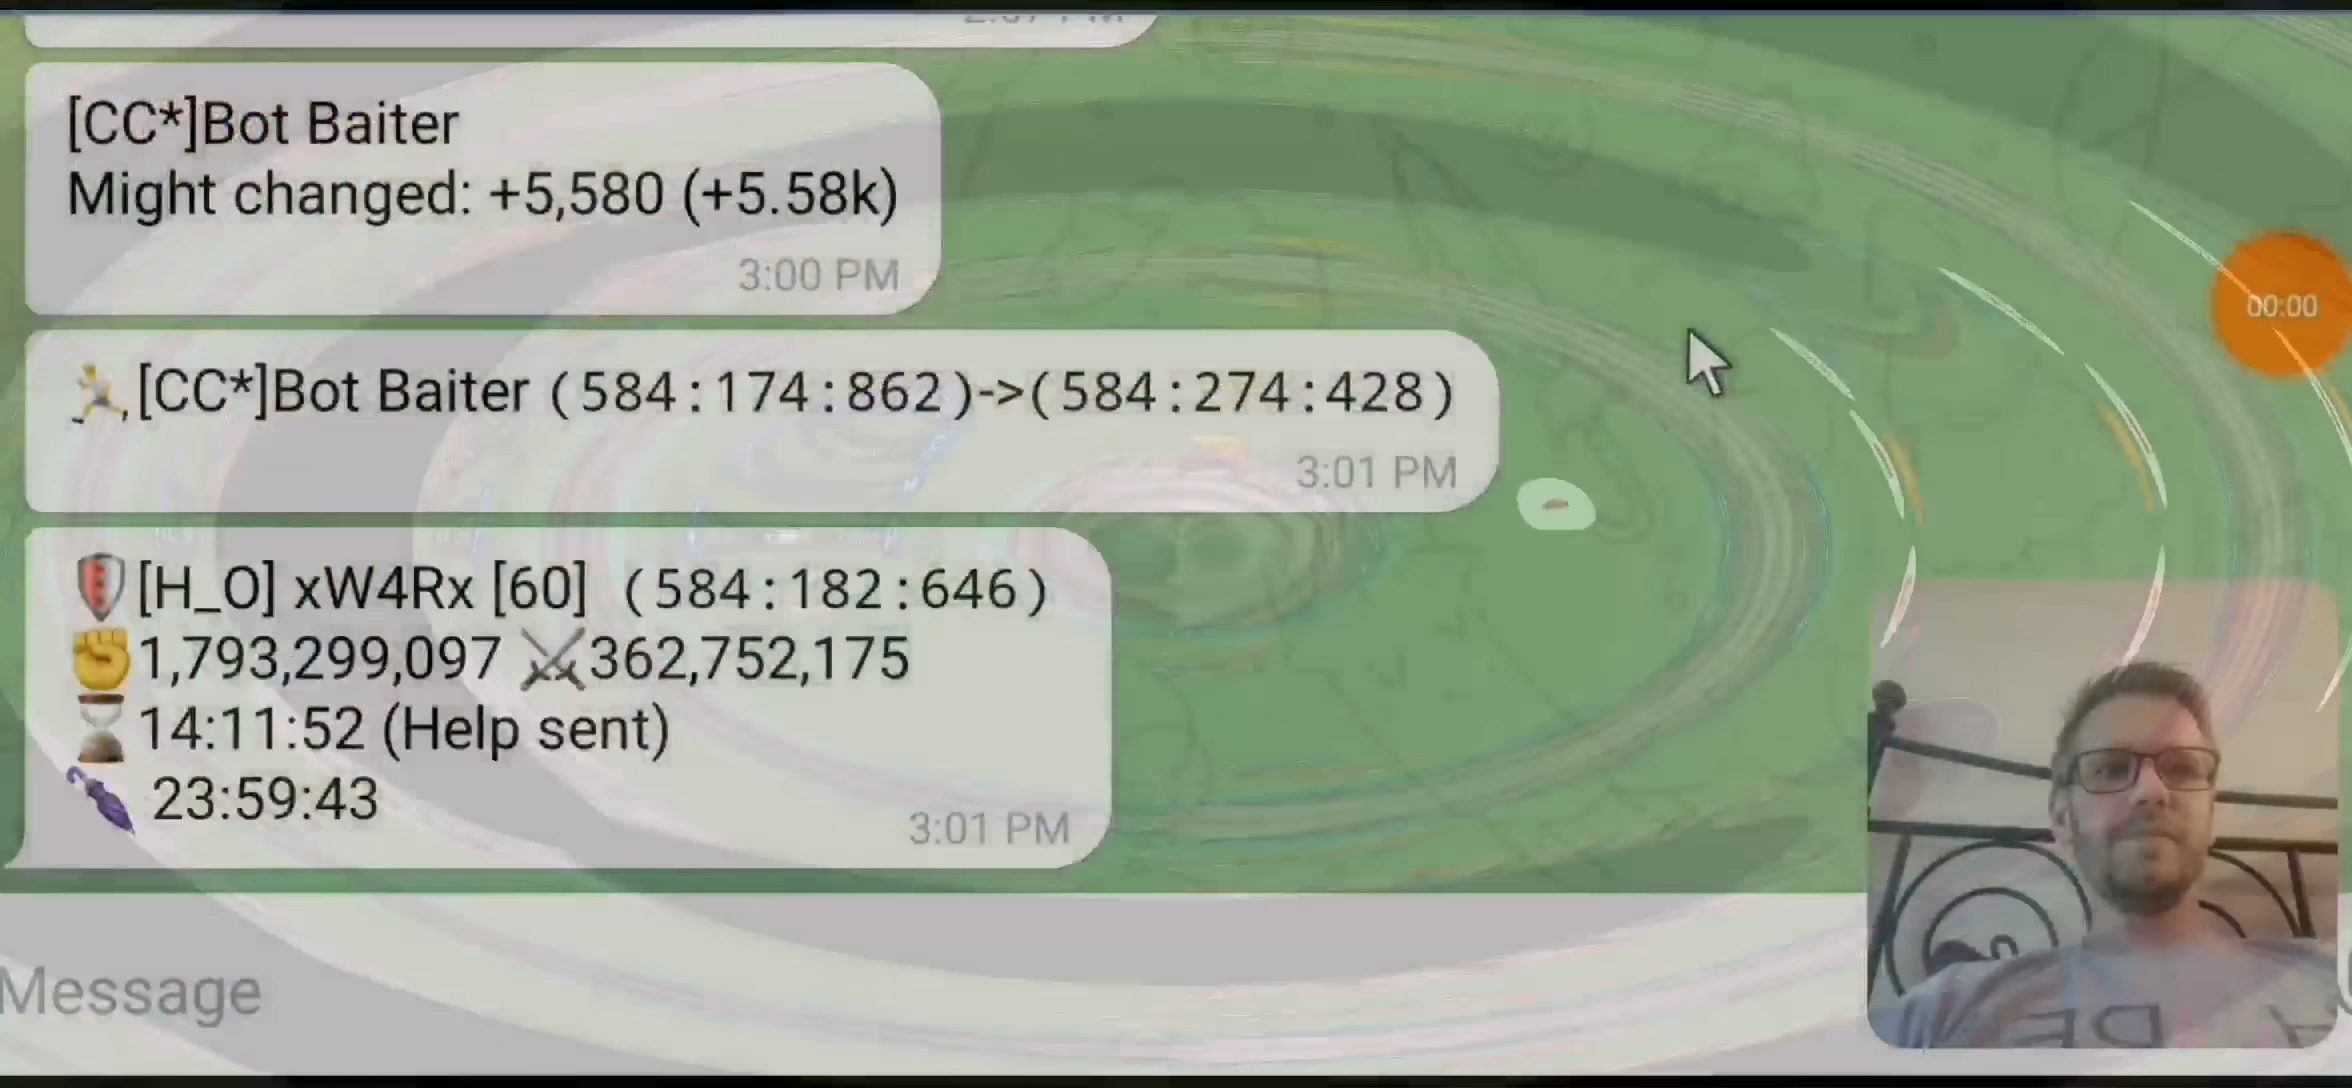 [CC*]Bot Baiter
Might changed: +5,580 (+5.58k)
3:00 PM
[CC*]Bot Baiter (584:174:862)->(584:274:428)
3:01 PM
[H_O] xW4Rx [60] (584:182:646)
1,793,299,097 362,752,175
14:11:52 (Help sent)
23:59:43
3:01 PM
Message
00:00